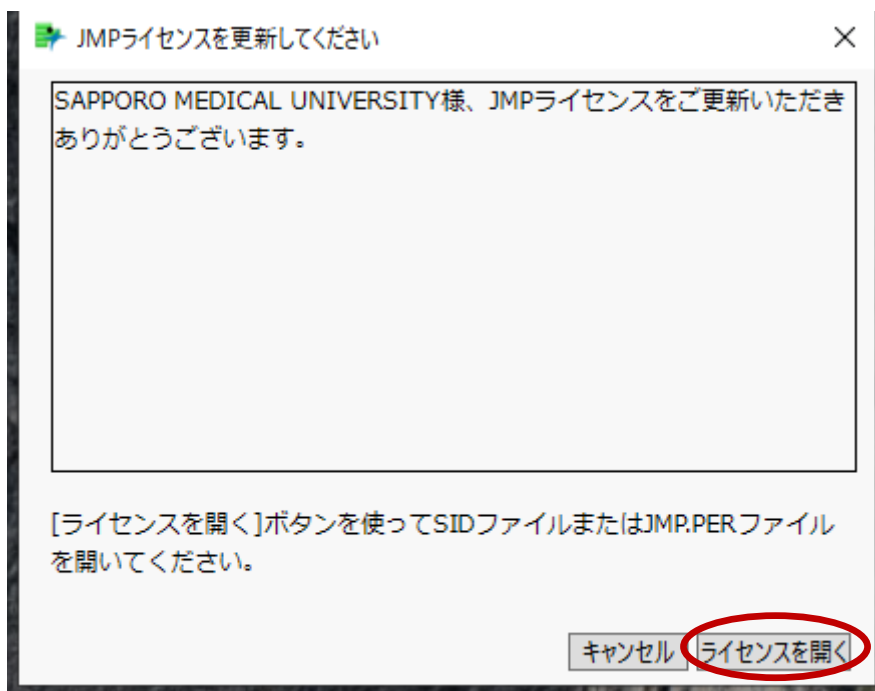 JMPライセンスを更新してください
SAPPORO MEDICAL UNIVERSITY様、JMPライセンスをご更新いただき
ありがとうございます。
[ライセンスを開く]ボタンを使ってSIDファイルまたはJMP.PERファイル
を開いてください。
キャンセル
ライセンスを開く